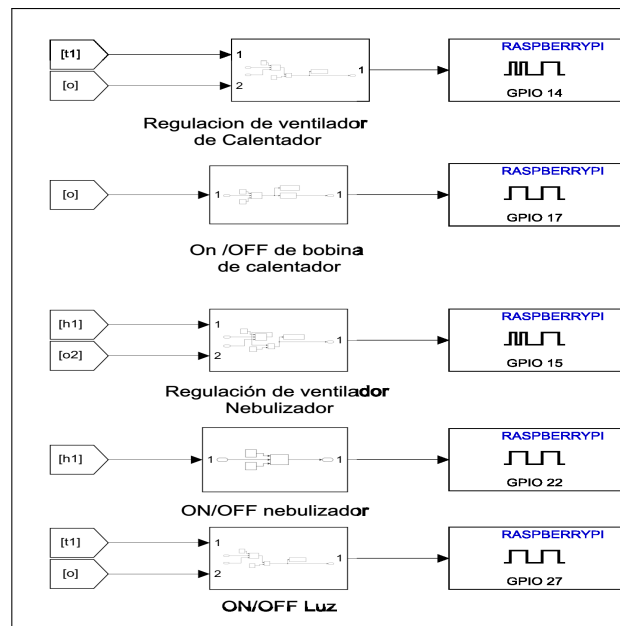 [t1]
[o]
1
2
1
RASPBERRYPI
GPIO 14
Regulacion de ventilador
de Calentador
[o]
1
1
RASPBERRYPI
GPIO 17
On /OFF de bobina
de calentador
[h1]
[o2]
1
2
1
RASPBERRYPI
GPIO 15
Regulación de ventilador
Nebulizador
[h1]
1
1
RASPBERRYPI
GPIO 22
ON/OFF nebulizador
[t1]
[o]
1
2
1
RASPBERRYPI
GPIO 27
ON/OFF Luz